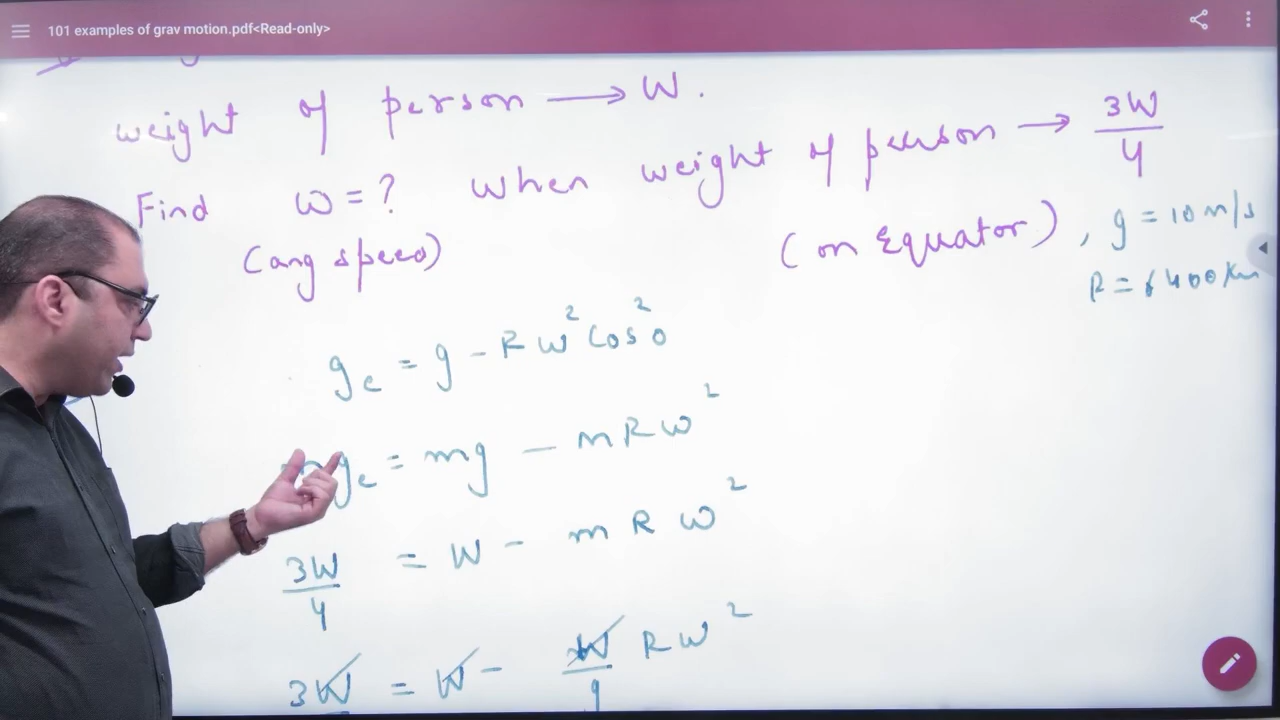 101 examples of grav motion.pdf<Read-only>
weight of person → W.
Find ω = ? when weight of person → 3W/4
(ang speed) (on Equator), g = 10 m/s
R = 6400 Km
g_e = g - Rω² cos² 0
mg_e = mg - mRω²
3W/4 = W - mRω²
3W = W - W/g Rω²